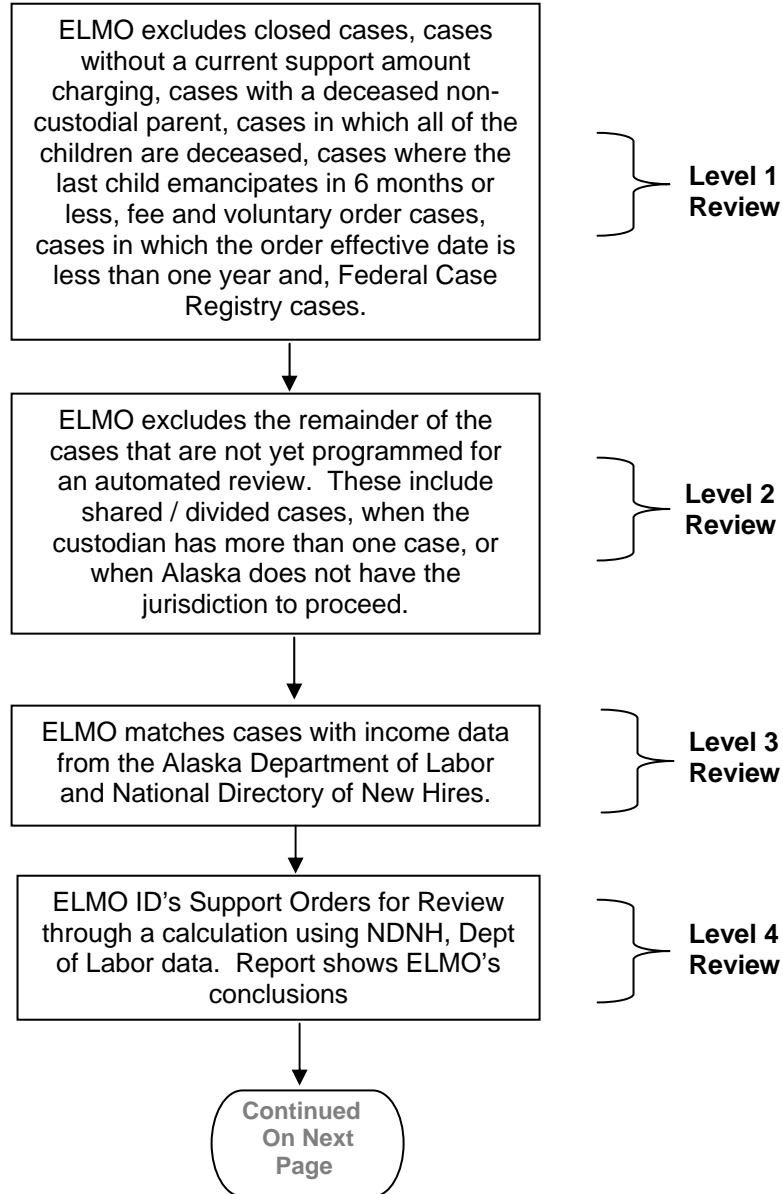 ELMO excludes closed cases, cases
without a current support amount
charging, cases with a deceased non-
custodial parent, cases in which all of the
children are deceased, cases where the
last child emancipates in 6 months or
less, fee and voluntary order cases,
cases in which the order effective date is
less than one year and, Federal Case
Registry cases.
Level 1
Review
ELMO excludes the remainder of the
cases that are not yet programmed for
an automated review. These include
shared / divided cases, when the
custodian has more than one case, or
when Alaska does not have the
jurisdiction to proceed.
Level 2
Review
ELMO matches cases with income data
from the Alaska Department of Labor
and National Directory of New Hires.
Level 3
Review
ELMO ID's Support Orders for Review
through a calculation using NDNH, Dept
of Labor data. Report shows ELMO's
conclusions
Level 4
Review
Continued
On Next
Page